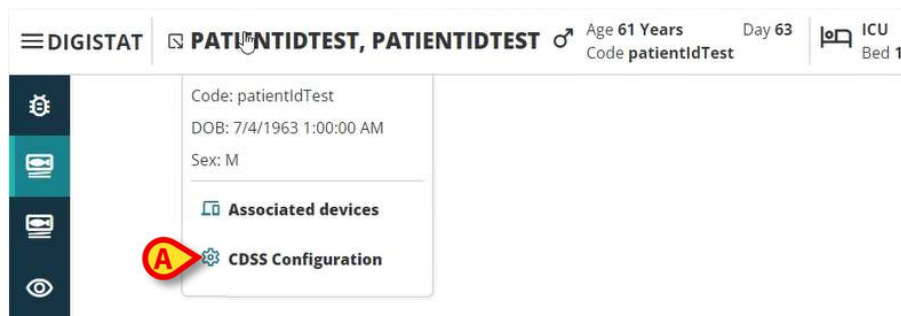 DIGISTAT PATIENTIDTEST, PATIENTIDTEST Age 61 Years Day 63 ICU
Code patientIdTest Bed 1
Code: patientIdTest
DOB: 7/4/1963 1:00:00 AM
Sex: M
Associated devices
A CDSS Configuration